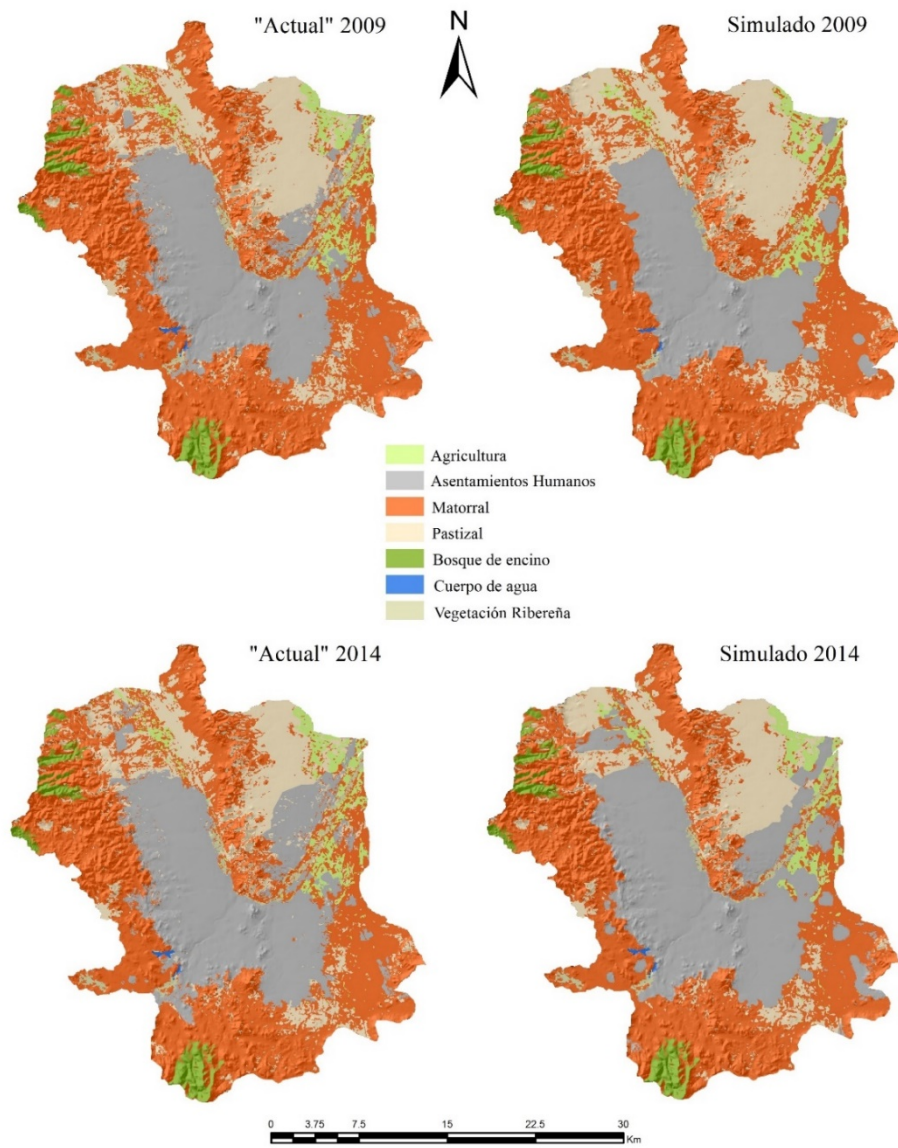 "Actual" 2009
N
Simulado 2009
Agricultura
Asentamientos Humanos
Matorral
Pastizal
Bosque de encino
Cuerpo de agua
Vegetación Ribereña
"Actual" 2014
Simulado 2014
0 3.75 7.5 15 22.5 30
Km